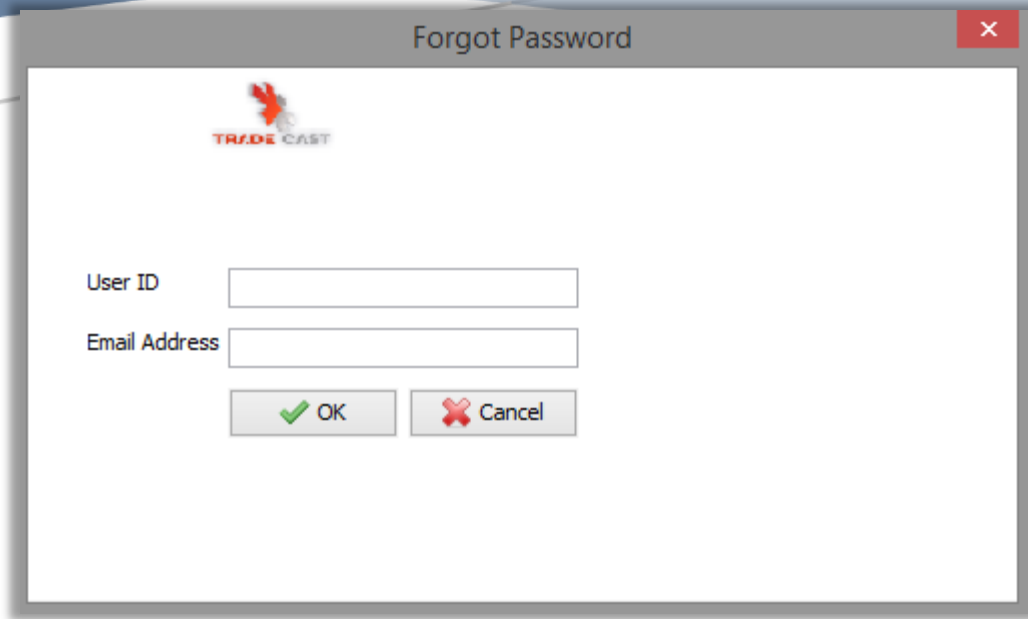 Forgot Password
TRADE CAST
User ID
Email Address
OK Cancel